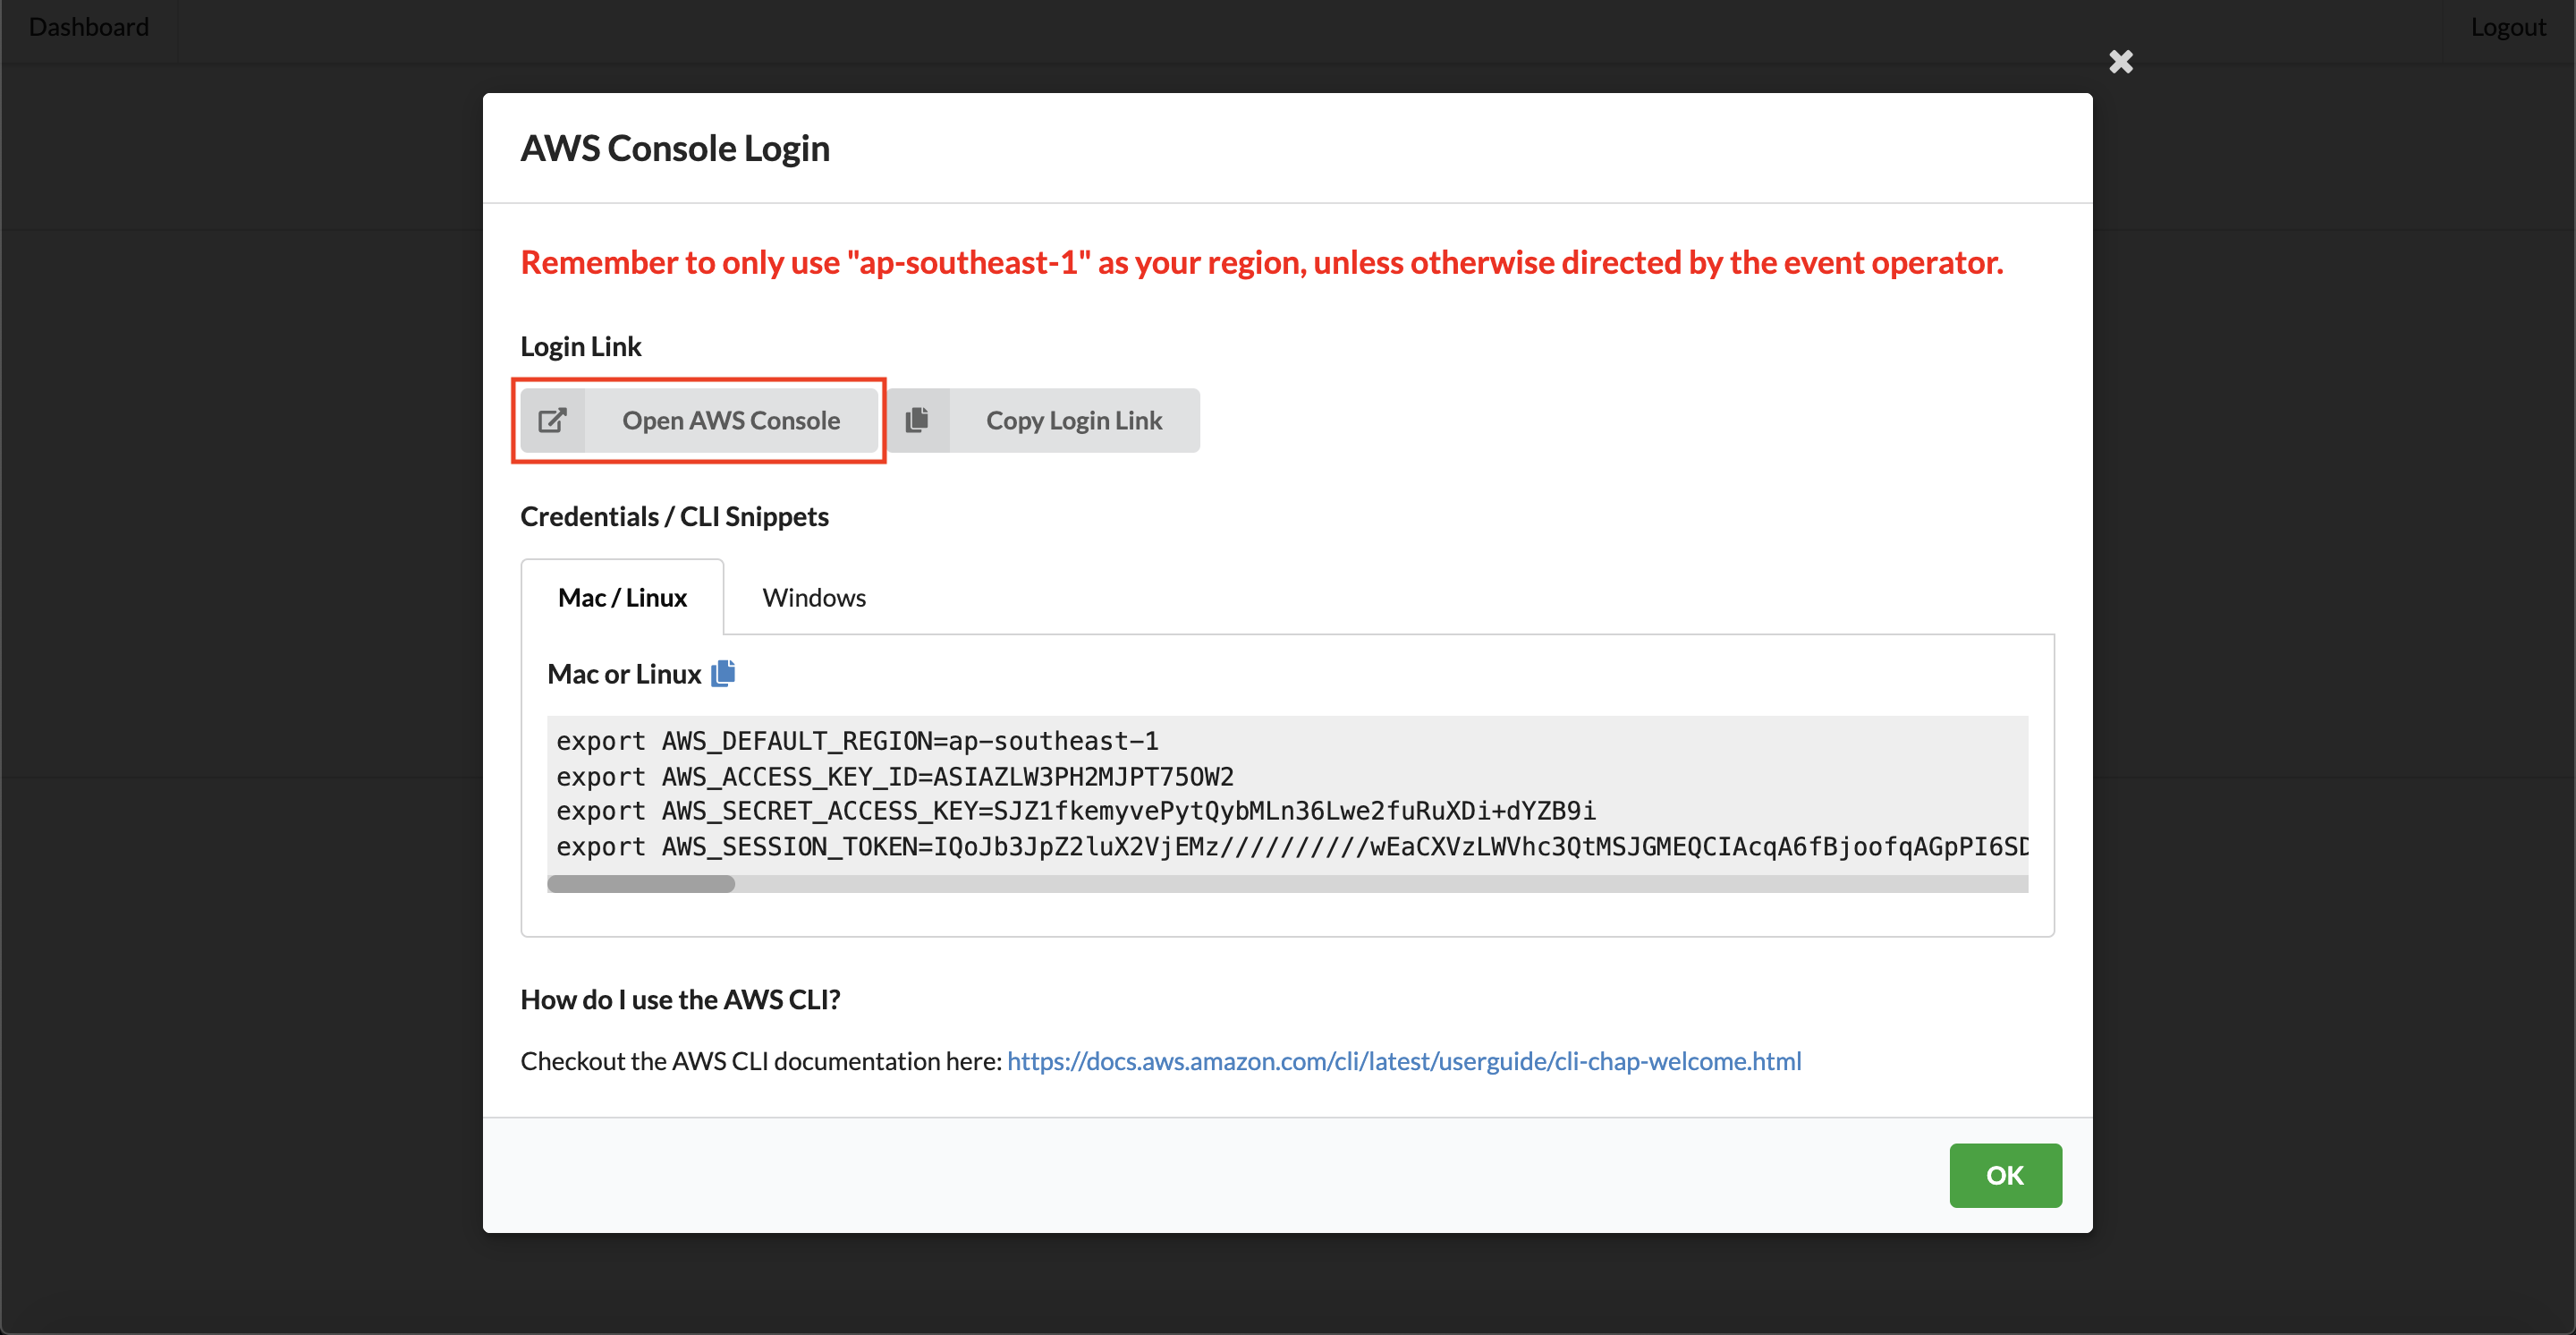 Dashboard
Logout
AWS Console Login
Remember to only use "ap-southeast-1" as your region, unless otherwise directed by the event operator.
Login Link
Open AWS Console
Copy Login Link
Credentials / CLI Snippets
Mac / Linux
Windows
Mac or Linux
export AWS_DEFAULT_REGION=ap-southeast-1
export AWS_ACCESS_KEY_ID=ASIAZLW3PH2MJPT75OW2
export AWS_SECRET_ACCESS_KEY=SJZ1fkemyvePytQybMLn36Lwe2fuRuXDi+dYZB9i
export AWS_SESSION_TOKEN=IQoJb3JpZ2luX2VjEMz//////////wEaCXVzLWVhc3QtMSJGMEQCIAcqA6fBjoofqAGpPI6SD
How do I use the AWS CLI?
Checkout the AWS CLI documentation here: https://docs.aws.amazon.com/cli/latest/userguide/cli-chap-welcome.html
OK